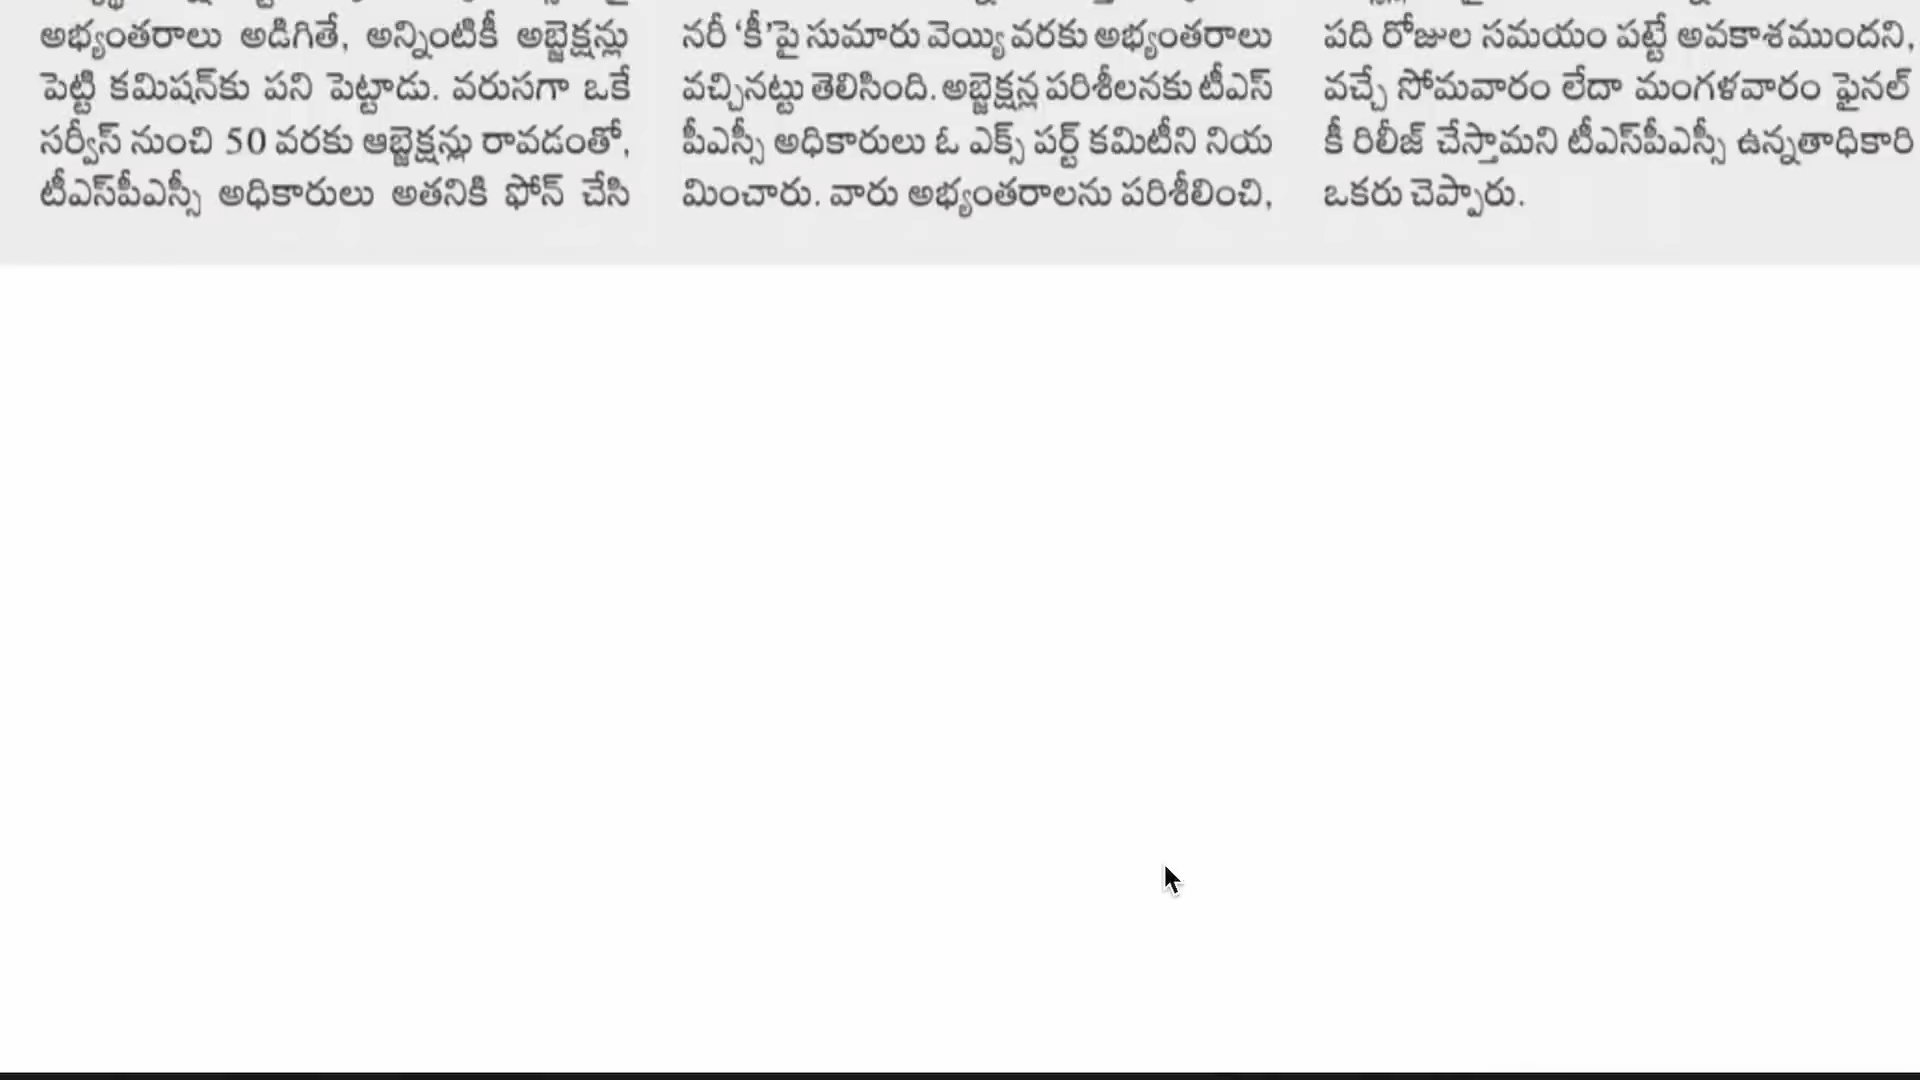 అభ్యంతరాలు అడిగితే, అన్నింటికీ అబ్జెక్షన్లు
పెట్టి కమిషన్‌కు పని పెట్టాడు. వరుసగా ఒకే
సర్వీస్ నుంచి 50 వరకు ఆబ్జెక్షన్లు రావడంతో,
టీఎస్‌పీఎస్సీ అధికారులు అతనికి ఫోన్ చేసి
నరీ ‘కీ’పై సుమారు వెయ్యి వరకు అభ్యంతరాలు
వచ్చినట్టు తెలిసింది. అబ్జెక్షన్ల పరిశీలనకు టీఎస్
పీఎస్సీ అధికారులు ఓ ఎక్స్ పర్ట్ కమిటీని నియ
మించారు. వారు అభ్యంతరాలను పరిశీలించి,
పది రోజుల సమయం పట్టే అవకాశముందని,
వచ్చే సోమవారం లేదా మంగళవారం ఫైనల్
కీ రిలీజ్ చేస్తామని టీఎస్‌పీఎస్సీ ఉన్నతాధికారి
ఒకరు చెప్పారు.